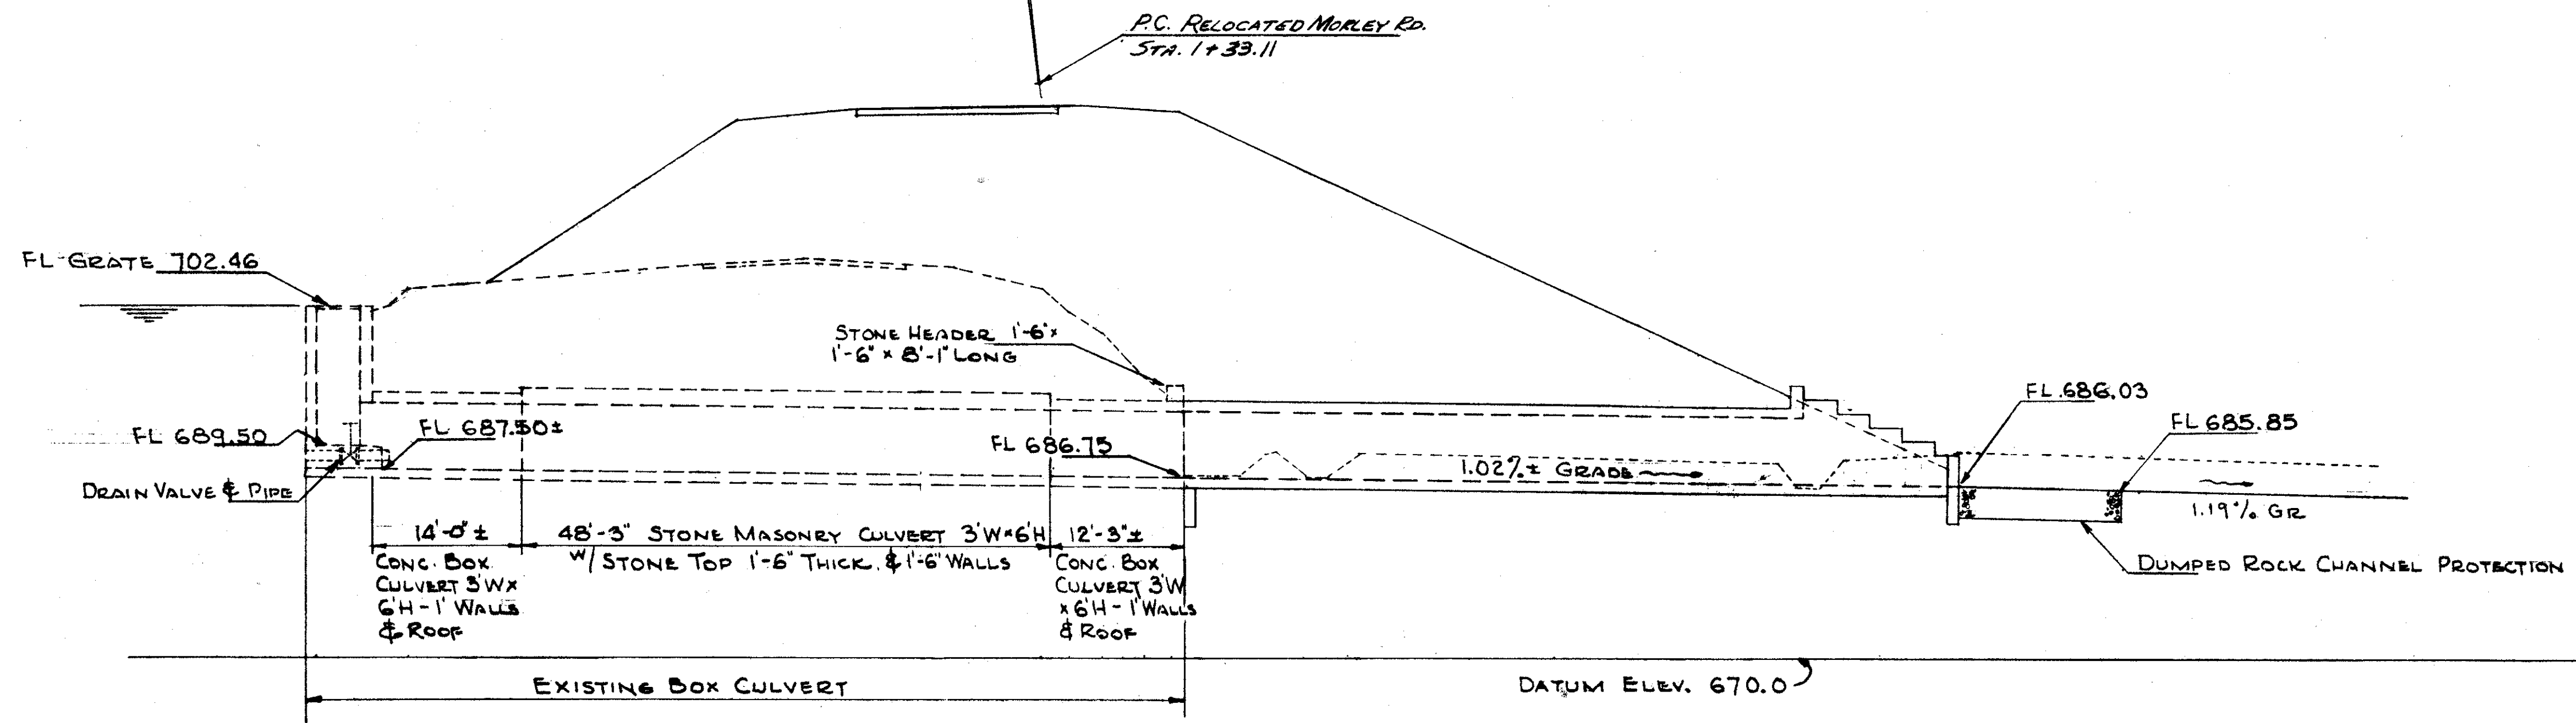 P.C. RELOCATED MORLEY RD.
STA. 1+33.11
FL GRATE 702.46
STONE HEADER 1'-6"x
1'-6" x 8'-1" LONG
FL 686.03
FL 685.85
FL 689.50
FL 687.50±
FL 686.75
1.02%± GRADE
DRAIN VALVE & PIPE
1.19% GR
14'-0"±
48'-3" STONE MASONRY CULVERT 3'W×6'H
12'-3"±
W/ STONE TOP 1'-6" THICK & 1'-6" WALLS
CONC. BOX
CULVERT 3'W×
6'H - 1' WALLS
& ROOF
CONC. BOX
CULVERT 3'W
×6'H - 1' WALLS
& ROOF
DUMPED ROCK CHANNEL PROTECTION
EXISTING BOX CULVERT
DATUM ELEV. 670.0